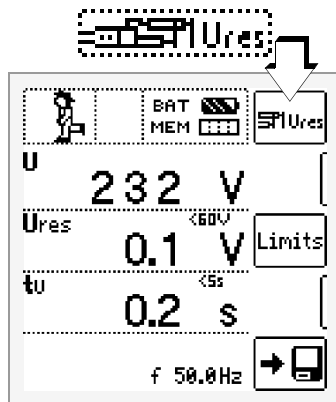 Ures
BAT
MEM
Ures
U
232 V
Ures <60V
0.1 V
Limits
tU <5s
0.2 s
f 50.0Hz